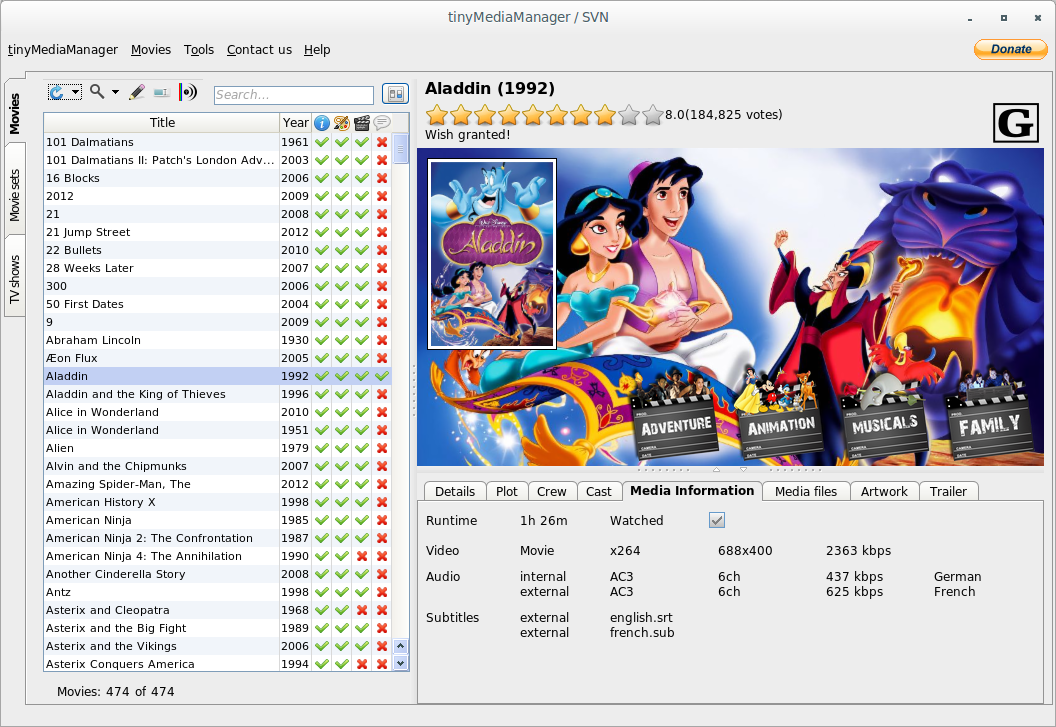 tinyMediaManager / SVN
tinyMediaManager Movies Tools Contact us Help Donate
Movies
Movie sets
TV shows
Search...
Title Year
101 Dalmatians 1961
101 Dalmatians II: Patch's London Adv... 2003
16 Blocks 2006
2012 2009
21 2008
21 Jump Street 2012
22 Bullets 2010
28 Weeks Later 2007
300 2006
50 First Dates 2004
9 2009
Abraham Lincoln 1930
Æon Flux 2005
Aladdin 1992
Aladdin and the King of Thieves 1996
Alice in Wonderland 2010
Alice in Wonderland 1951
Alien 1979
Alvin and the Chipmunks 2007
Amazing Spider-Man, The 2012
American History X 1998
American Ninja 1985
American Ninja 2: The Confrontation 1987
American Ninja 4: The Annihilation 1990
Another Cinderella Story 2008
Antz 1998
Asterix and Cleopatra 1968
Asterix and the Big Fight 1989
Asterix and the Vikings 2006
Asterix Conquers America 1994
Movies: 474 of 474
Aladdin (1992)
8.0(184,825 votes)
Wish granted!
G
Aladdin
ADVENTURE ANIMATION MUSICALS FAMILY
Details Plot Crew Cast Media Information Media files Artwork Trailer
Runtime 1h 26m Watched
Video Movie x264 688x400 2363 kbps
Audio internal AC3 6ch 437 kbps German
external AC3 6ch 625 kbps French
Subtitles external english.srt
external french.sub